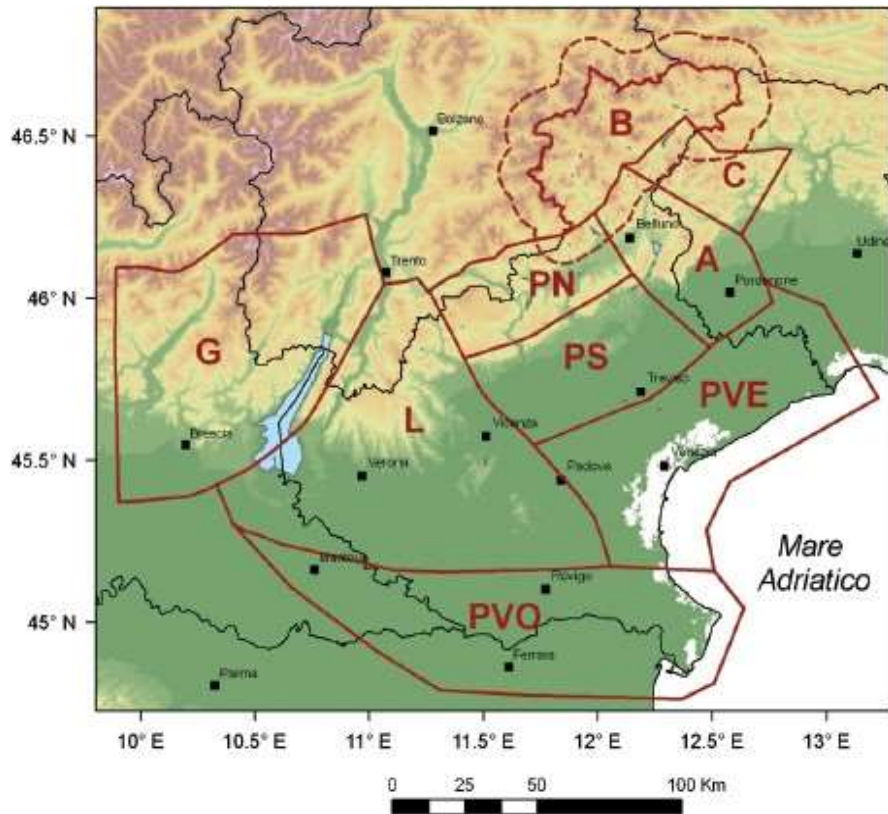 46.5° N
46° N
45.5° N
45° N
Bolzano
B
C
Belluno
A
Udine
Trento
PN
Pordenone
G
PS
Treviso
PVE
L
Vicenza
Brescia
Verona
Padova
Venezia
Mare
Adriatico
Mantova
Rovigo
PVO
Ferrara
Parma
10° E
10.5° E
11° E
11.5° E
12° E
12.5° E
13° E
0
25
50
100 Km